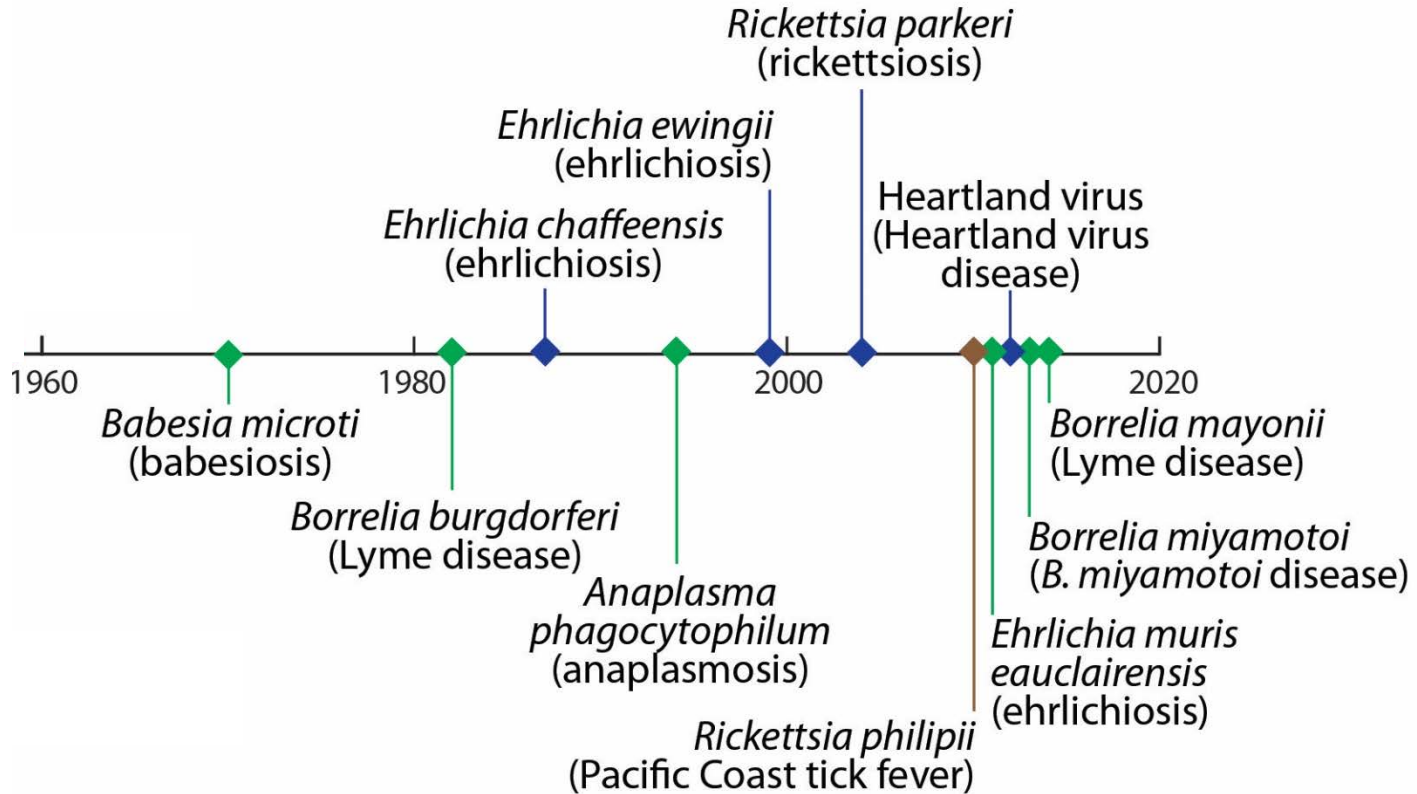 Rickettsia parkeri
(rickettsiosis)
Ehrlichia ewingii
(ehrlichiosis)
Heartland virus
(Heartland virus
disease)
Ehrlichia chaffeensis
(ehrlichiosis)
1960
1980
2000
2020
Babesia microti
(babesiosis)
Borrelia burgdorferi
(Lyme disease)
Anaplasma
phagocytophilum
(anaplasmosis)
Rickettsia philipii
(Pacific Coast tick fever)
Ehrlichia muris
eauclairensis
(ehrlichiosis)
Borrelia miyamotoi
(B. miyamotoi disease)
Borrelia mayonii
(Lyme disease)